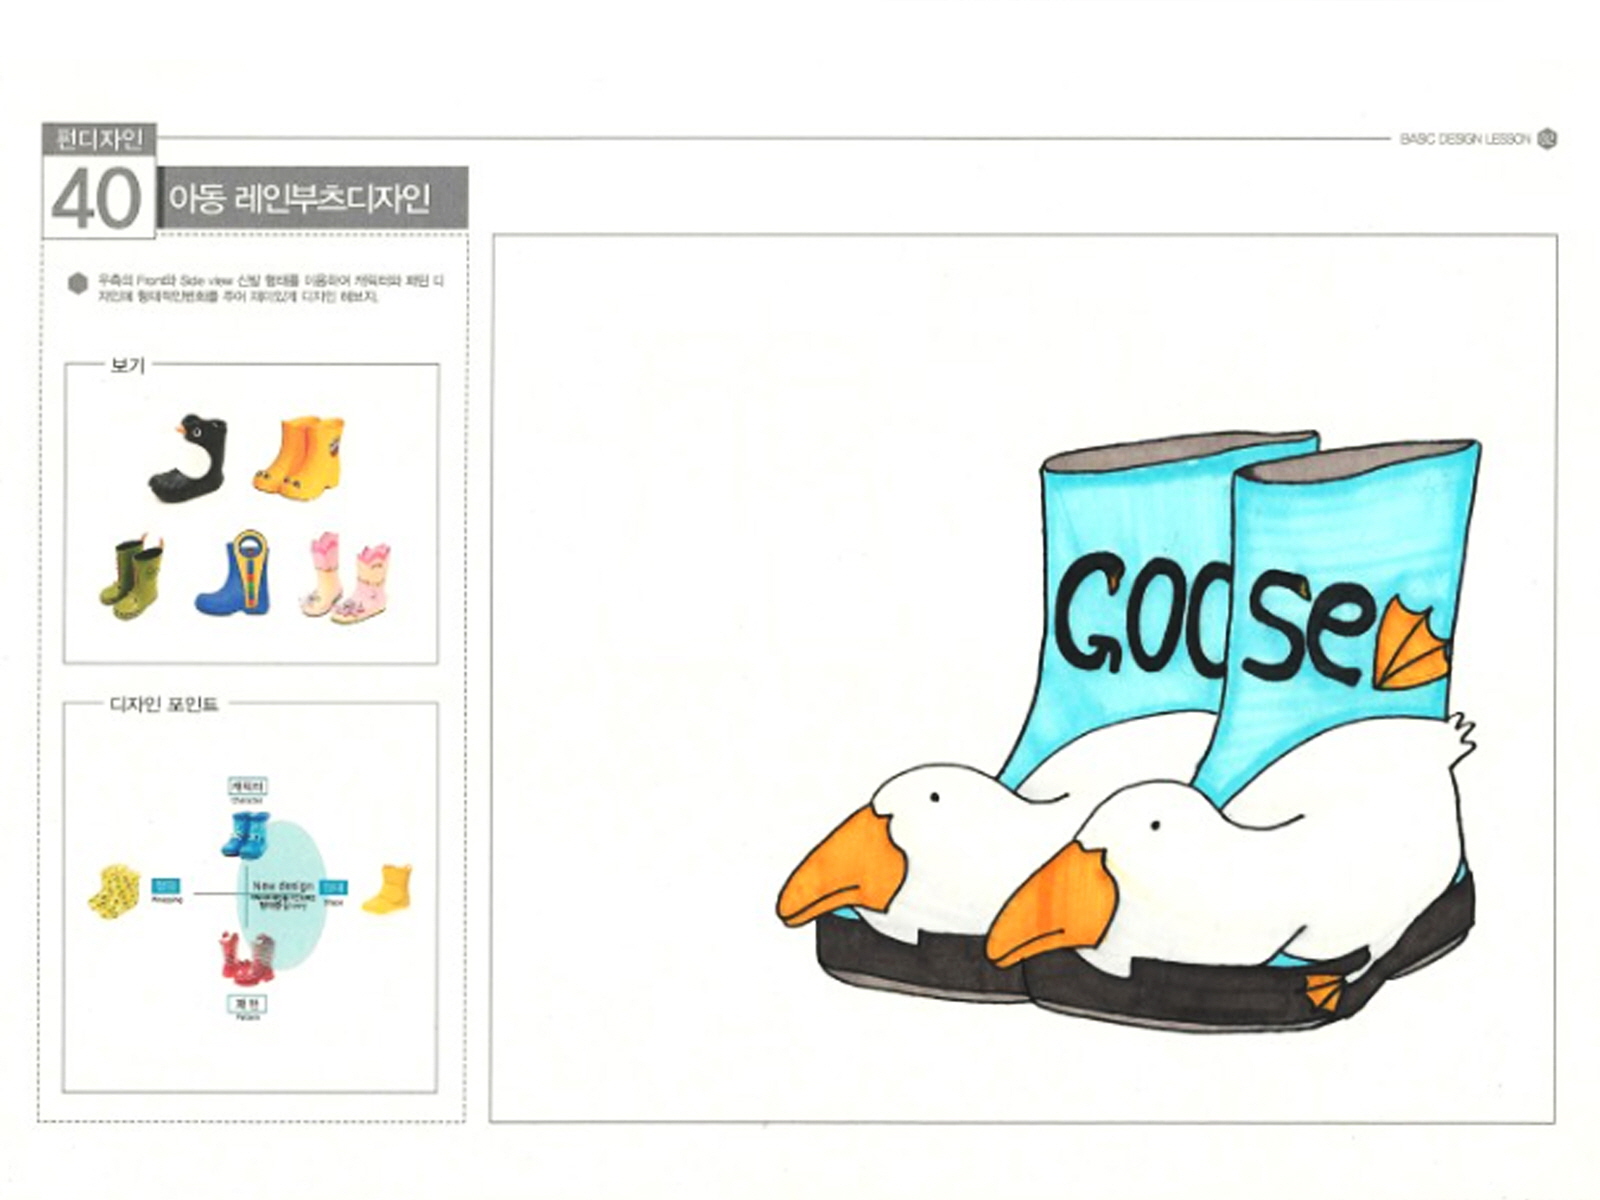 펀디자인
BASIC DESIGN LESSON
40
아동 레인부츠디자인
우측의 Front와 Side view 신발 형태를 이용하여 캐릭터와 패턴 디
자인에 형태적인변화를 주어 재미있게 디자인 해보자.
보기
GOOSe
디자인 포인트
캐릭터
Character
New design
Wrapping
형태
Shape
패턴
Pattern